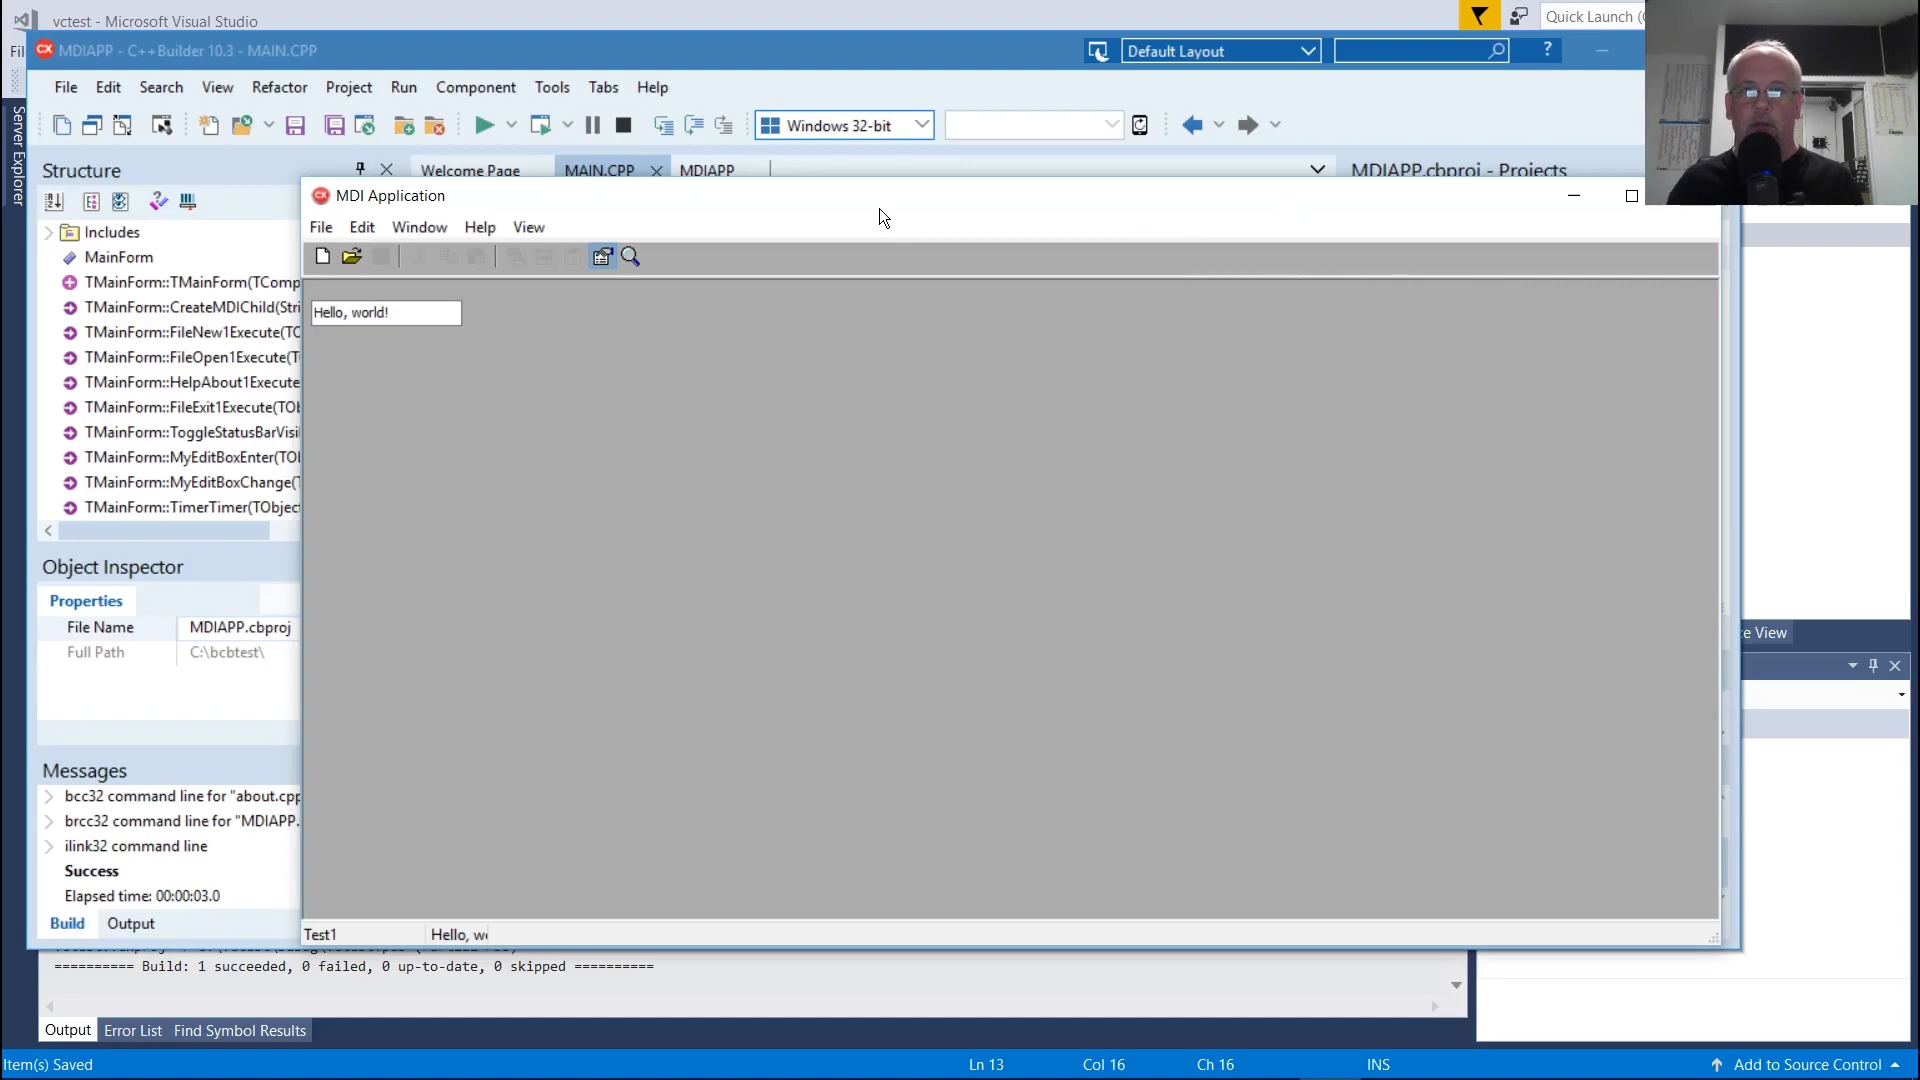 vctest - Microsoft Visual Studio
Quick Launch (
Fil
MDIAPP - C++Builder 10.3 - MAIN.CPP
Default Layout
?
File Edit Search View Refactor Project Run Component Tools Tabs Help
Windows 32-bit
Server Explorer
Structure
Welcome Page
MAIN.CPP
MDIAPP
MDIAPP.cbproj - Projects
MDI Application
File Edit Window Help View
Hello, world!
Includes
MainForm
TMainForm::TMainForm(TComp
TMainForm::CreateMDIChild(Stri
TMainForm::FileNew1Execute(TO
TMainForm::FileOpen1Execute(T
TMainForm::HelpAbout1Execute
TMainForm::FileExit1Execute(TOb
TMainForm::ToggleStatusBarVisi
TMainForm::MyEditBoxEnter(TO
TMainForm::MyEditBoxChange(T
TMainForm::TimerTimer(TObject
Object Inspector
Properties
File Name MDIAPP.cbproj
Full Path C:\bcbtest\
e View
Messages
bcc32 command line for "about.cpp
brcc32 command line for "MDIAPP.
ilink32 command line
Success
Elapsed time: 00:00:03.0
Build Output
Test1 Hello, w
========== Build: 1 succeeded, 0 failed, 0 up-to-date, 0 skipped ==========
Output Error List Find Symbol Results
Item(s) Saved
Ln 13 Col 16 Ch 16 INS
Add to Source Control